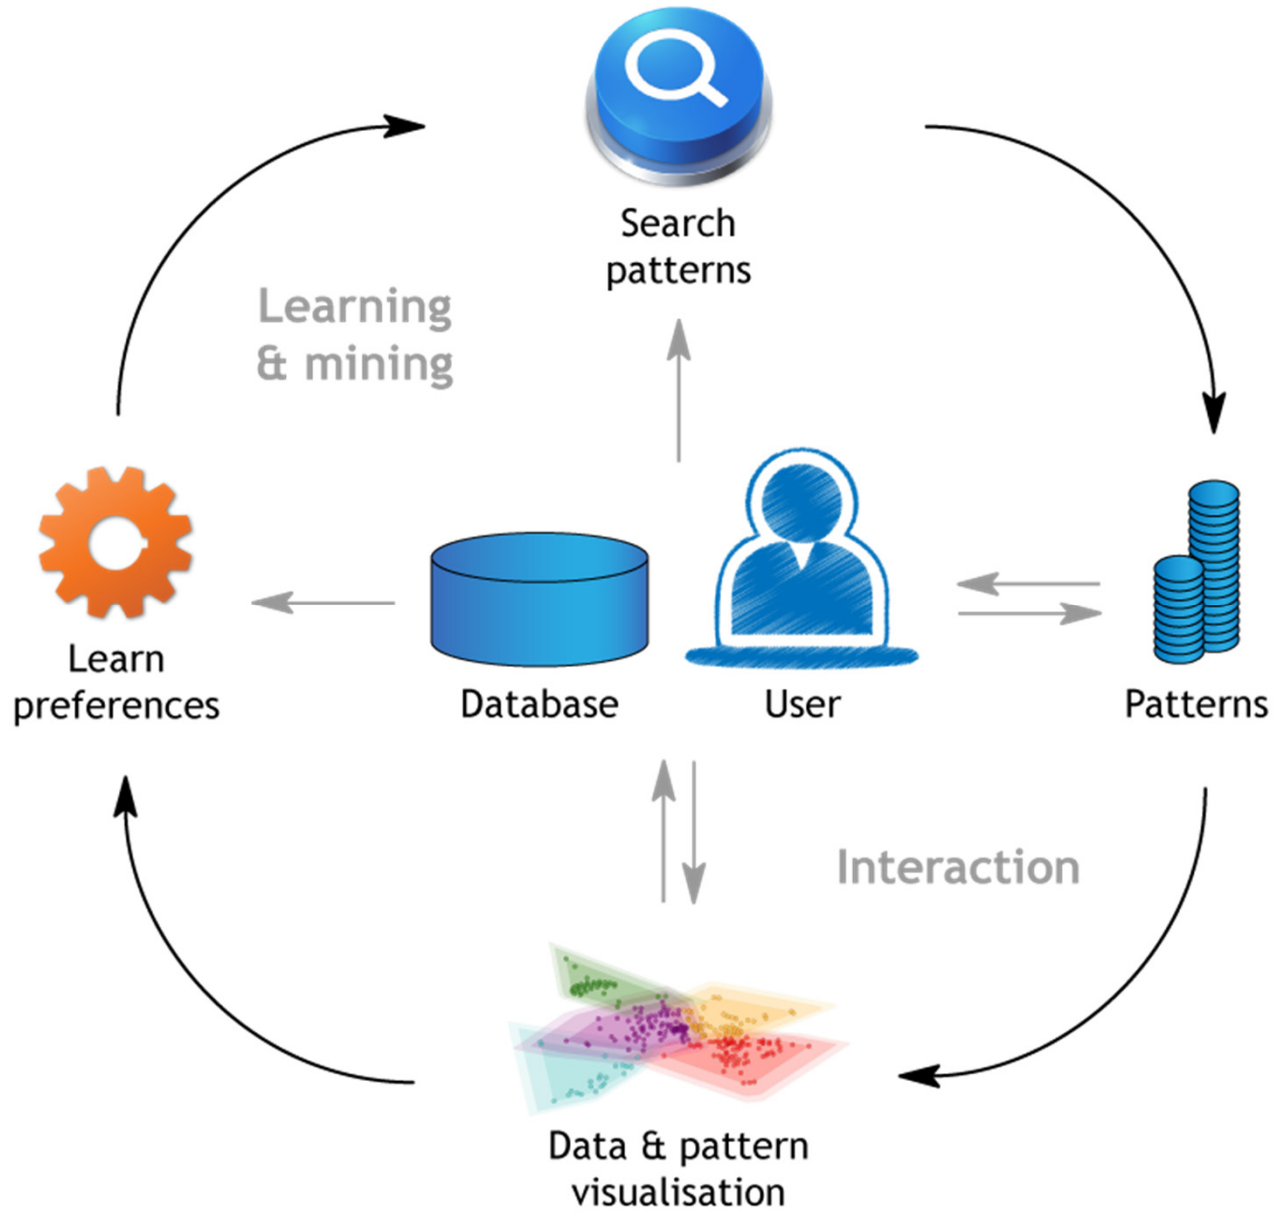 Search
patterns
Learning
& mining
Learn
preferences
Database
User
Patterns
Interaction
Data & pattern
visualisation